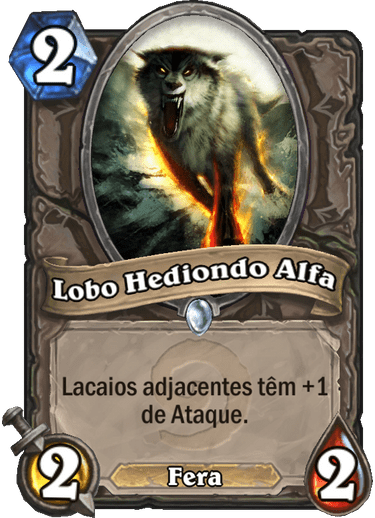 2
Lobo Hediondo Alfa
Lacaios adjacentes têm +1
de Ataque.
2
Fera
2